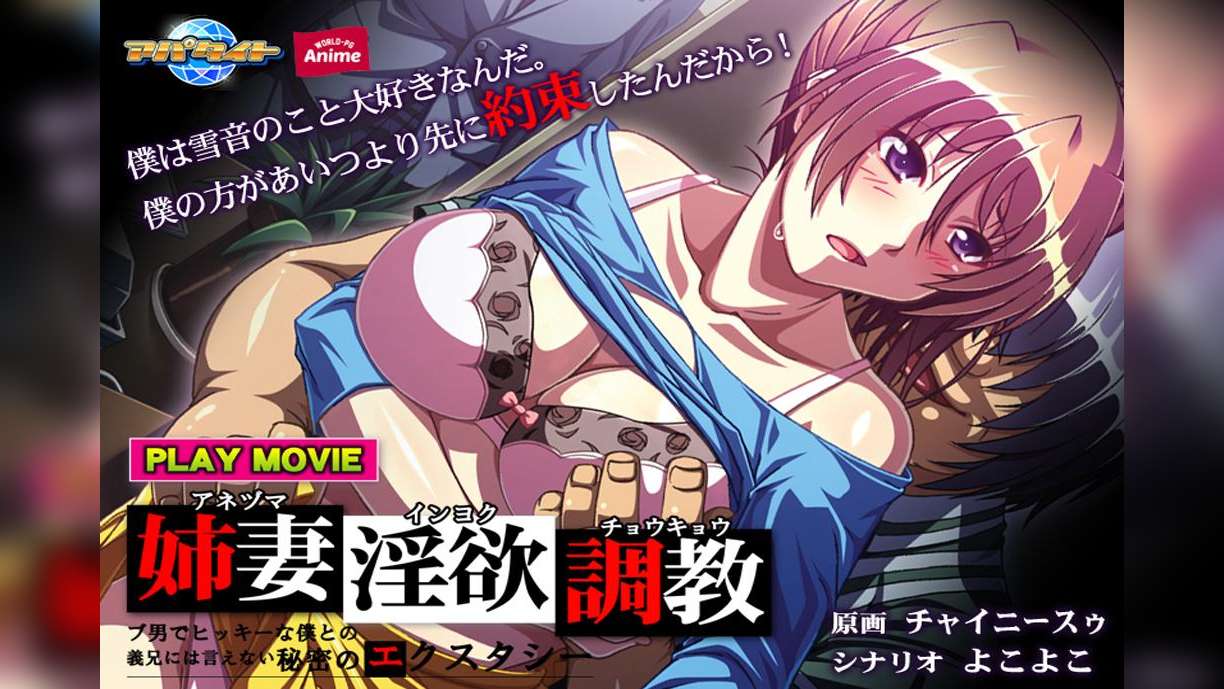 アパタイト
WORLD-PG
Anime
僕は雪音のこと大好きなんだ。
僕の方があいつより先に約束したんだから!
PLAY MOVIE
アネヅマ インヨク チョウキョウ
姉妻淫欲調教
ブ男でヒッキーな僕との
義兄には言えない秘密のエクスタシー
原画 チャイニースゥ
シナリオ よこよこ